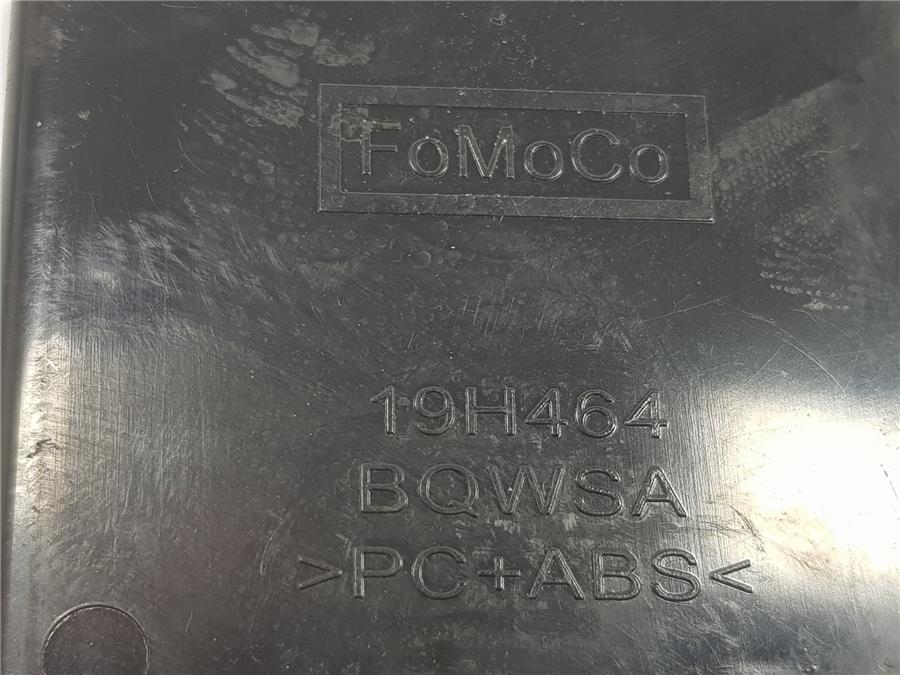 FoMoCo
19H464
BQWSA
>PC+ABS<